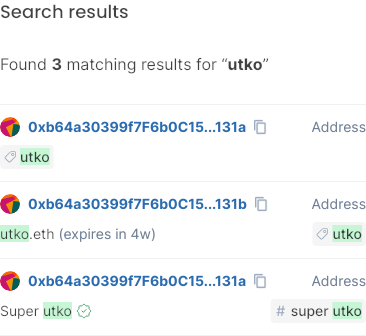 Search results
Found 3 matching results for “utko”
0xb64a30399f7F6b0C15...131a Address
utko
0xb64a30399f7F6b0C15...131b Address
utko.eth (expires in 4w) utko
0xb64a30399f7F6b0C15...131a Address
Super utko # super utko